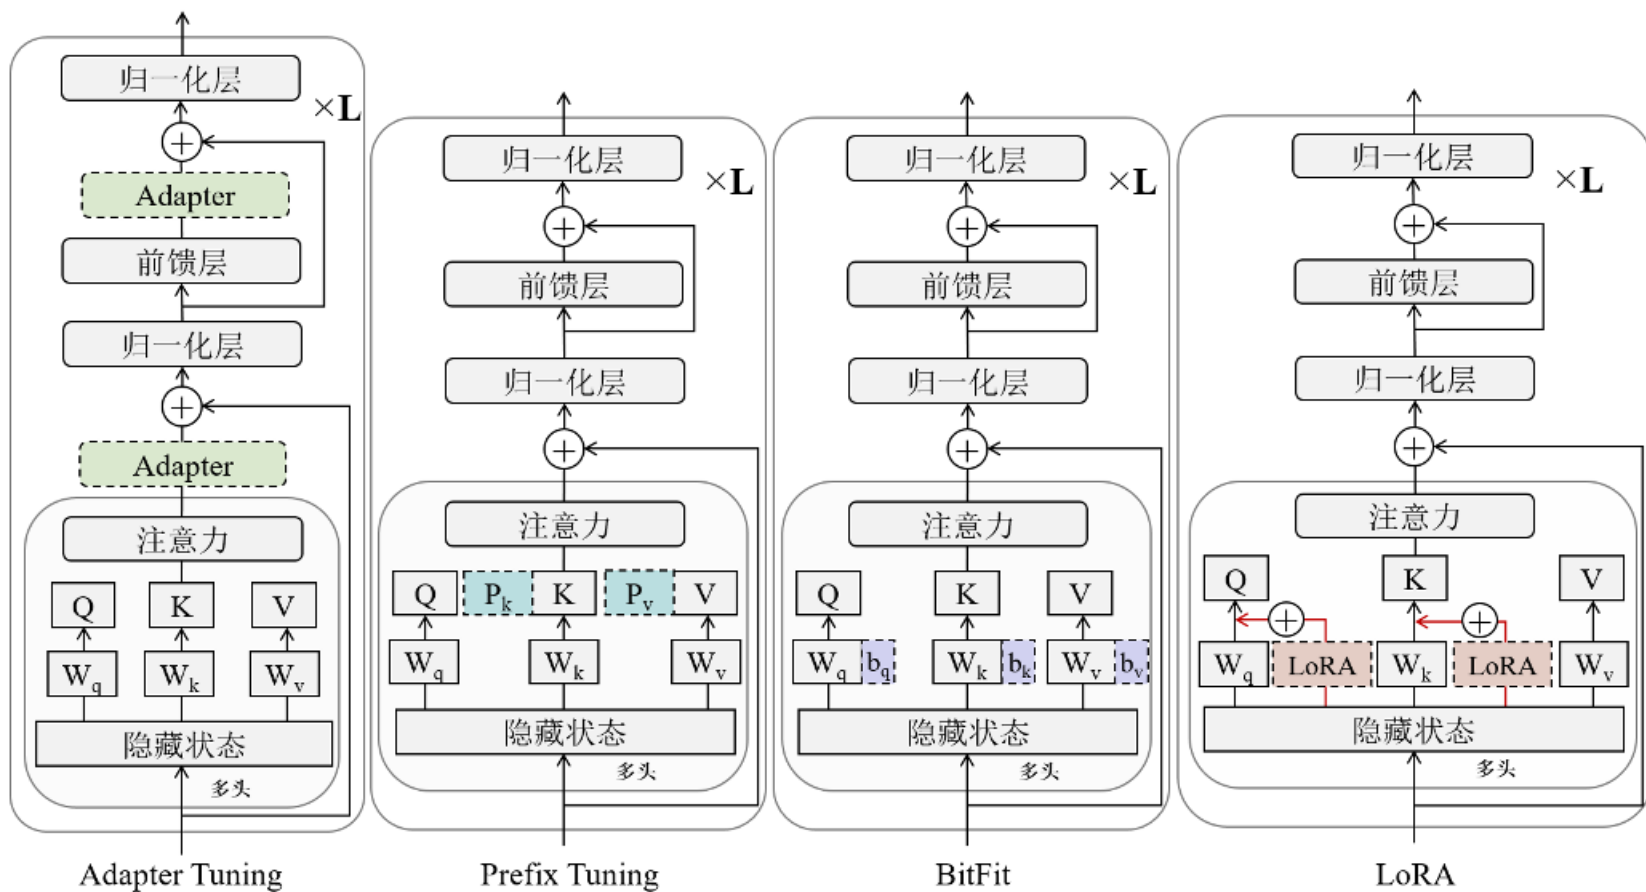 归一化层
×L
+
Adapter
前馈层
归一化层
+
Adapter
注意力
Q K V
Wq Wk Wv
隐藏状态
多头
Adapter Tuning
归一化层
×L
+
前馈层
归一化层
+
注意力
Q Pk K Pv V
Wq Wk Wv
隐藏状态
多头
Prefix Tuning
归一化层
×L
+
前馈层
归一化层
+
注意力
Q K V
Wq bq Wk bk Wv bv
隐藏状态
多头
BitFit
归一化层
×L
+
前馈层
归一化层
+
注意力
Q K V
+ +
Wq LoRA Wk LoRA Wv
隐藏状态
多头
LoRA